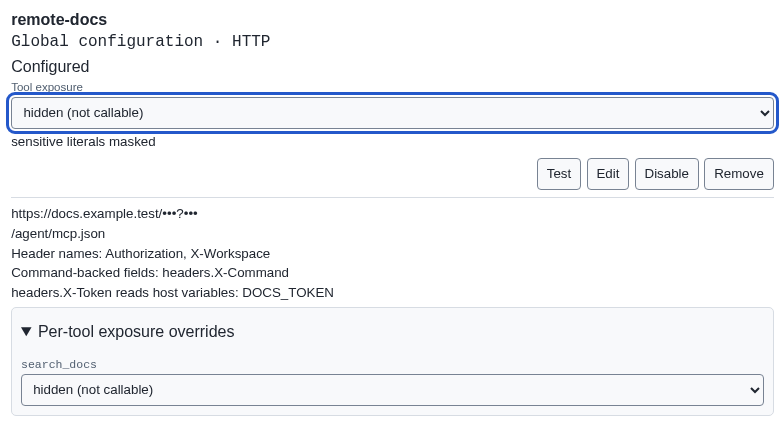 remote-docs
Global configuration · HTTP
Configured
Tool exposure
hidden (not callable)
sensitive literals masked
Test Edit Disable Remove
https://docs.example.test/•••?•••
/agent/mcp.json
Header names: Authorization, X-Workspace
Command-backed fields: headers.X-Command
headers.X-Token reads host variables: DOCS_TOKEN
▼ Per-tool exposure overrides
search_docs
hidden (not callable)